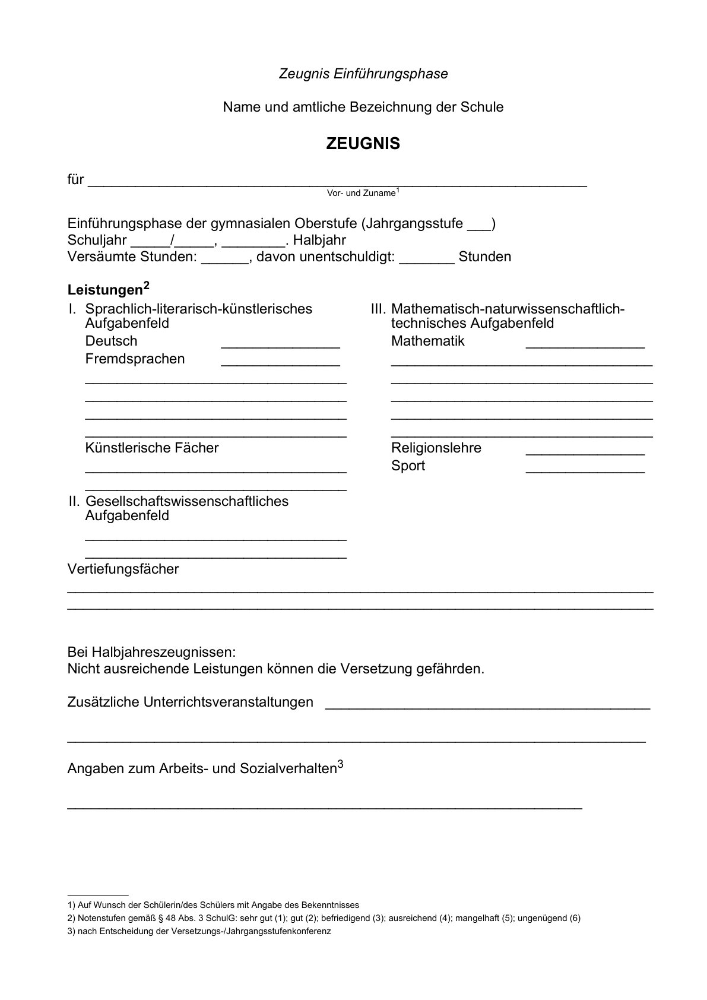 Zeugnis Einführungsphase
Name und amtliche Bezeichnung der Schule
ZEUGNIS
für _______________________________________________________________
Vor- und Zuname1
Einführungsphase der gymnasialen Oberstufe (Jahrgangsstufe ___)
Schuljahr _____/_____, ________. Halbjahr
Versäumte Stunden: ______, davon unentschuldigt: _______ Stunden
Leistungen2
I. Sprachlich-literarisch-künstlerisches
Aufgabenfeld
Deutsch _______________
Fremdsprachen _______________
_________________________________
_________________________________
_________________________________
_________________________________
Künstlerische Fächer
_________________________________
_________________________________
II. Gesellschaftswissenschaftliches
Aufgabenfeld
_________________________________
_________________________________
III. Mathematisch-naturwissenschaftlich-
technisches Aufgabenfeld
Mathematik _______________
_________________________________
_________________________________
_________________________________
_________________________________
_________________________________
Religionslehre _______________
Sport _______________
Vertiefungsfächer
__________________________________________________________________________
__________________________________________________________________________
Bei Halbjahreszeugnissen:
Nicht ausreichende Leistungen können die Versetzung gefährden.
Zusätzliche Unterrichtsveranstaltungen _________________________________________
_________________________________________________________________________
Angaben zum Arbeits- und Sozialverhalten3
_________________________________________________________________
1) Auf Wunsch der Schülerin/des Schülers mit Angabe des Bekenntnisses
2) Notenstufen gemäß § 48 Abs. 3 SchulG: sehr gut (1); gut (2); befriedigend (3); ausreichend (4); mangelhaft (5); ungenügend (6)
3) nach Entscheidung der Versetzungs-/Jahrgangsstufenkonferenz